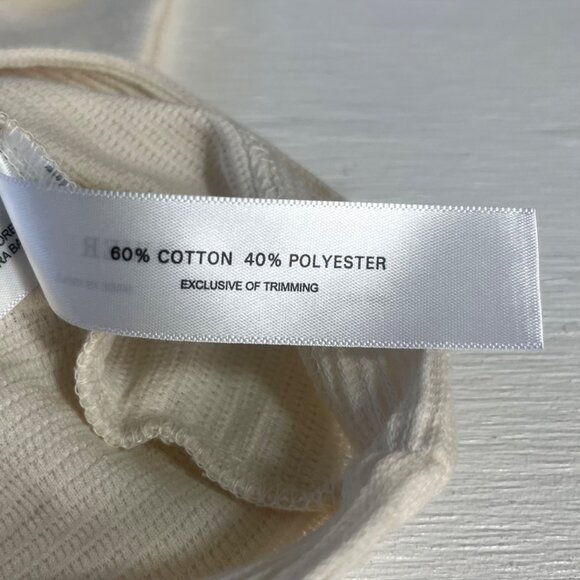 60% COTTON 40% POLYESTER
EXCLUSIVE OF TRIMMING